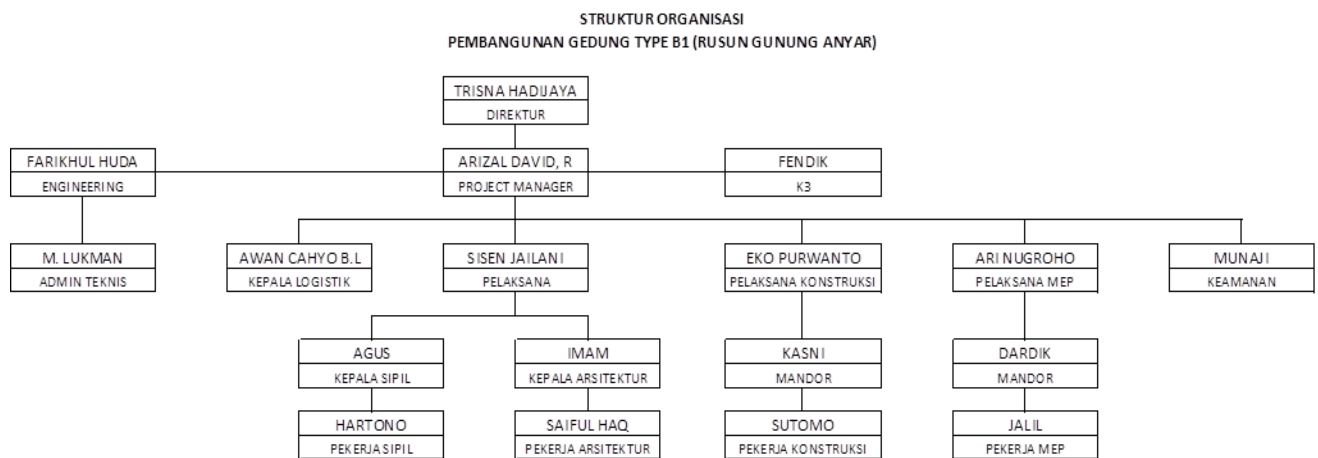 STRUKTUR ORGANISASI
PEMBANGUNAN GEDUNG TYPE B1 (RUSUN GUNUNG ANYAR)
TRISNA HADIJAYA
DIREKTUR
FARIKHUL HUDA
ENGINEERING
ARIZAL DAVID, R
PROJECT MANAGER
FENDIK
K3
M. LUKMAN
ADMIN TEKNIS
AWAN CAHYO B.L
KEPALA LOGISTIK
SISEN JAILANI
PELAKSANA
EKO PURWANTO
PELAKSANA KONSTRUKSI
ARI NUGROHO
PELAKSANA MEP
MUNAJI
KEAMANAN
AGUS
KEPALA SIPIL
IMAM
KEPALA ARSITEKTUR
KASNI
MANDOR
DARDIK
MANDOR
HARTONO
PEKERJA SIPIL
SAIFUL HAQ
PEKERJA ARSITEKTUR
SUTOMO
PEKERJA KONSTRUKSI
JALIL
PEKERJA MEP